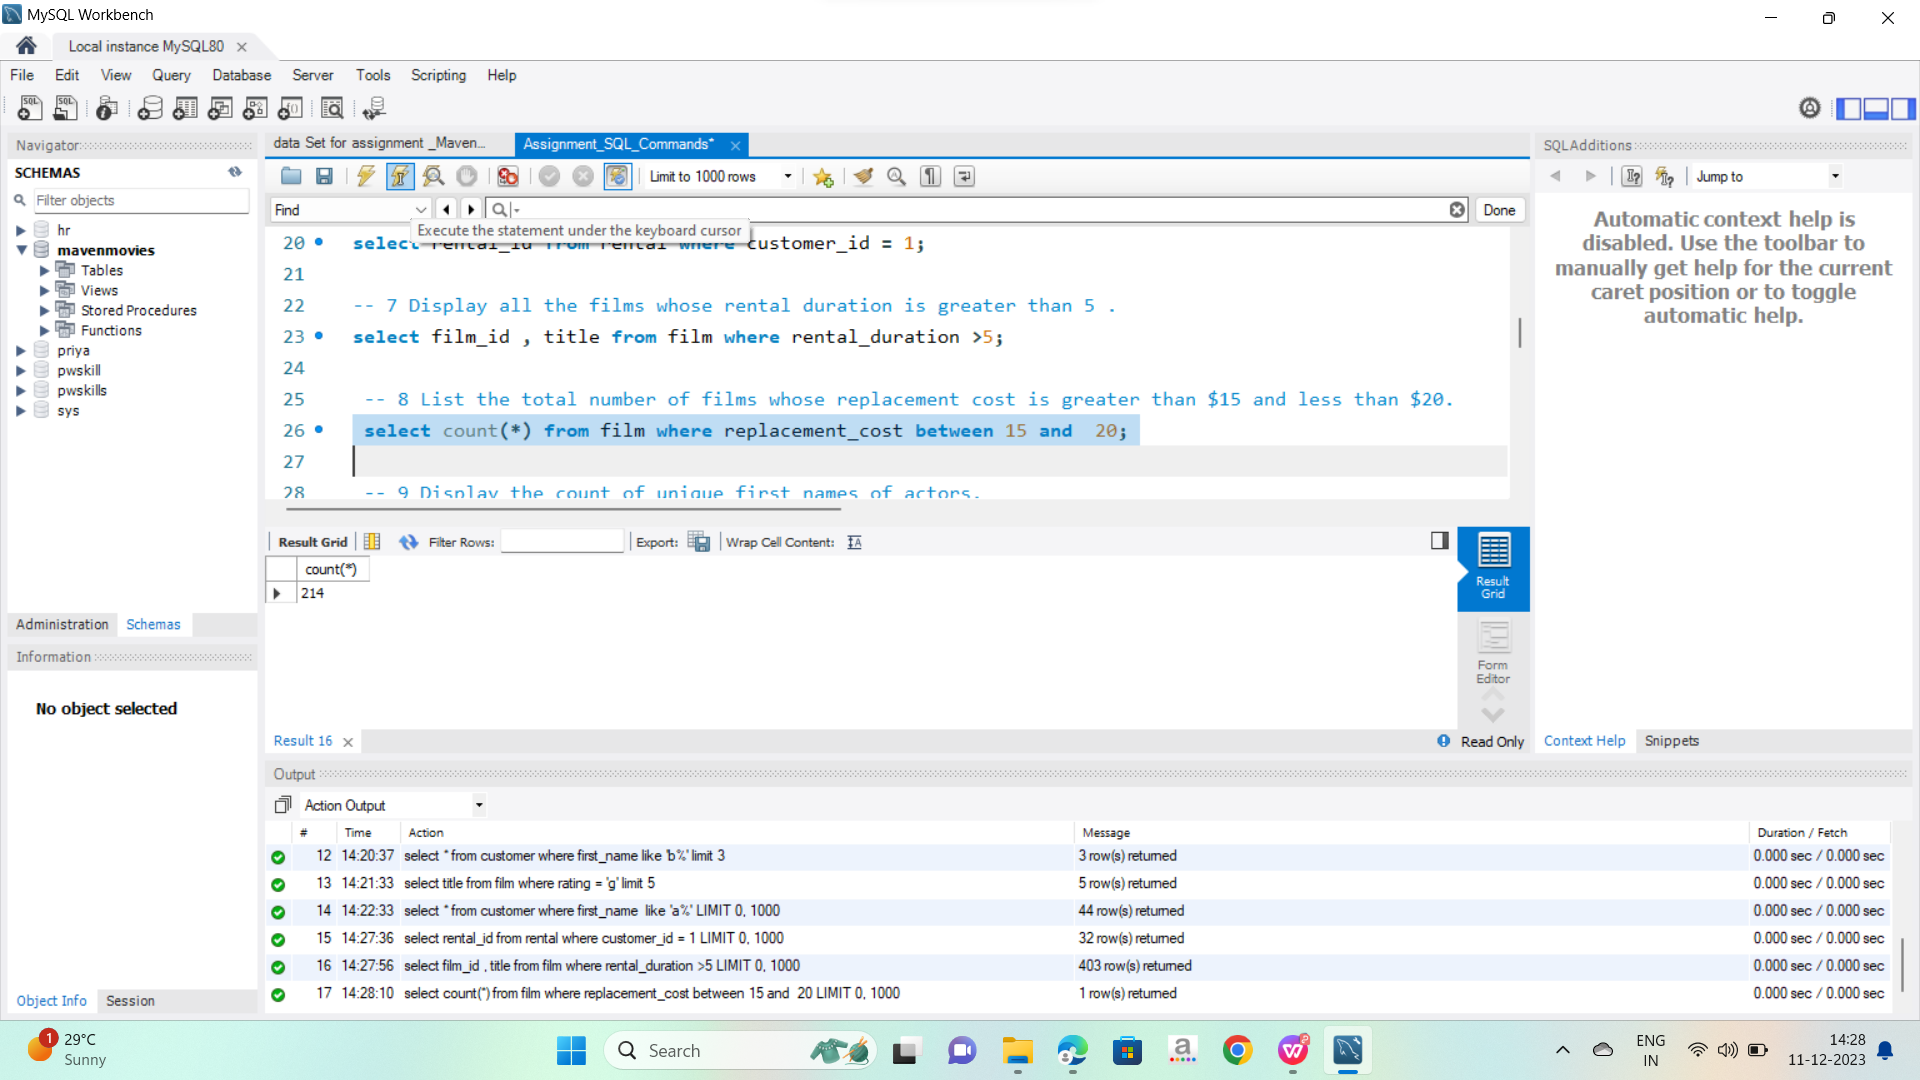 MySQL Workbench
Local instance MySQL80
File Edit View Query Database Server Tools Scripting Help
Navigator
SCHEMAS
Filter objects
hr
mavenmovies
Tables
Views
Stored Procedures
Functions
priya
pwskill
pwskills
sys
Administration Schemas
Information
No object selected
Object Info Session
data Set for assignment _Maven...
Assignment_SQL_Commands*
Limit to 1000 rows
Find
Done
Execute the statement under the keyboard cursor
20 select rental_id from rental where customer_id = 1;
21
22 -- 7 Display all the films whose rental duration is greater than 5 .
23 select film_id , title from film where rental_duration >5;
24
25 -- 8 List the total number of films whose replacement cost is greater than $15 and less than $20.
26 select count(*) from film where replacement_cost between 15 and  20;
27
28 -- 9 Display the count of unique first names of actors.
Result Grid Filter Rows: Export: Wrap Cell Content:
count(*)
214
Result Grid
Form Editor
Result 16
Read Only
SQLAdditions
Jump to
Automatic context help is
disabled. Use the toolbar to
manually get help for the current
caret position or to toggle
automatic help.
Context Help Snippets
Output
Action Output
# Time Action Message Duration / Fetch
12 14:20:37 select * from customer where first_name like 'b%' limit 3 3 row(s) returned 0.000 sec / 0.000 sec
13 14:21:33 select title from film where rating = 'g' limit 5 5 row(s) returned 0.000 sec / 0.000 sec
14 14:22:33 select * from customer where first_name  like 'a%' LIMIT 0, 1000 44 row(s) returned 0.000 sec / 0.000 sec
15 14:27:36 select rental_id from rental where customer_id = 1 LIMIT 0, 1000 32 row(s) returned 0.000 sec / 0.000 sec
16 14:27:56 select film_id , title from film where rental_duration >5 LIMIT 0, 1000 403 row(s) returned 0.000 sec / 0.000 sec
17 14:28:10 select count(*) from film where replacement_cost between 15 and  20 LIMIT 0, 1000 1 row(s) returned 0.000 sec / 0.000 sec
1
29°C
Sunny
Search
ENG
IN
14:28
11-12-2023